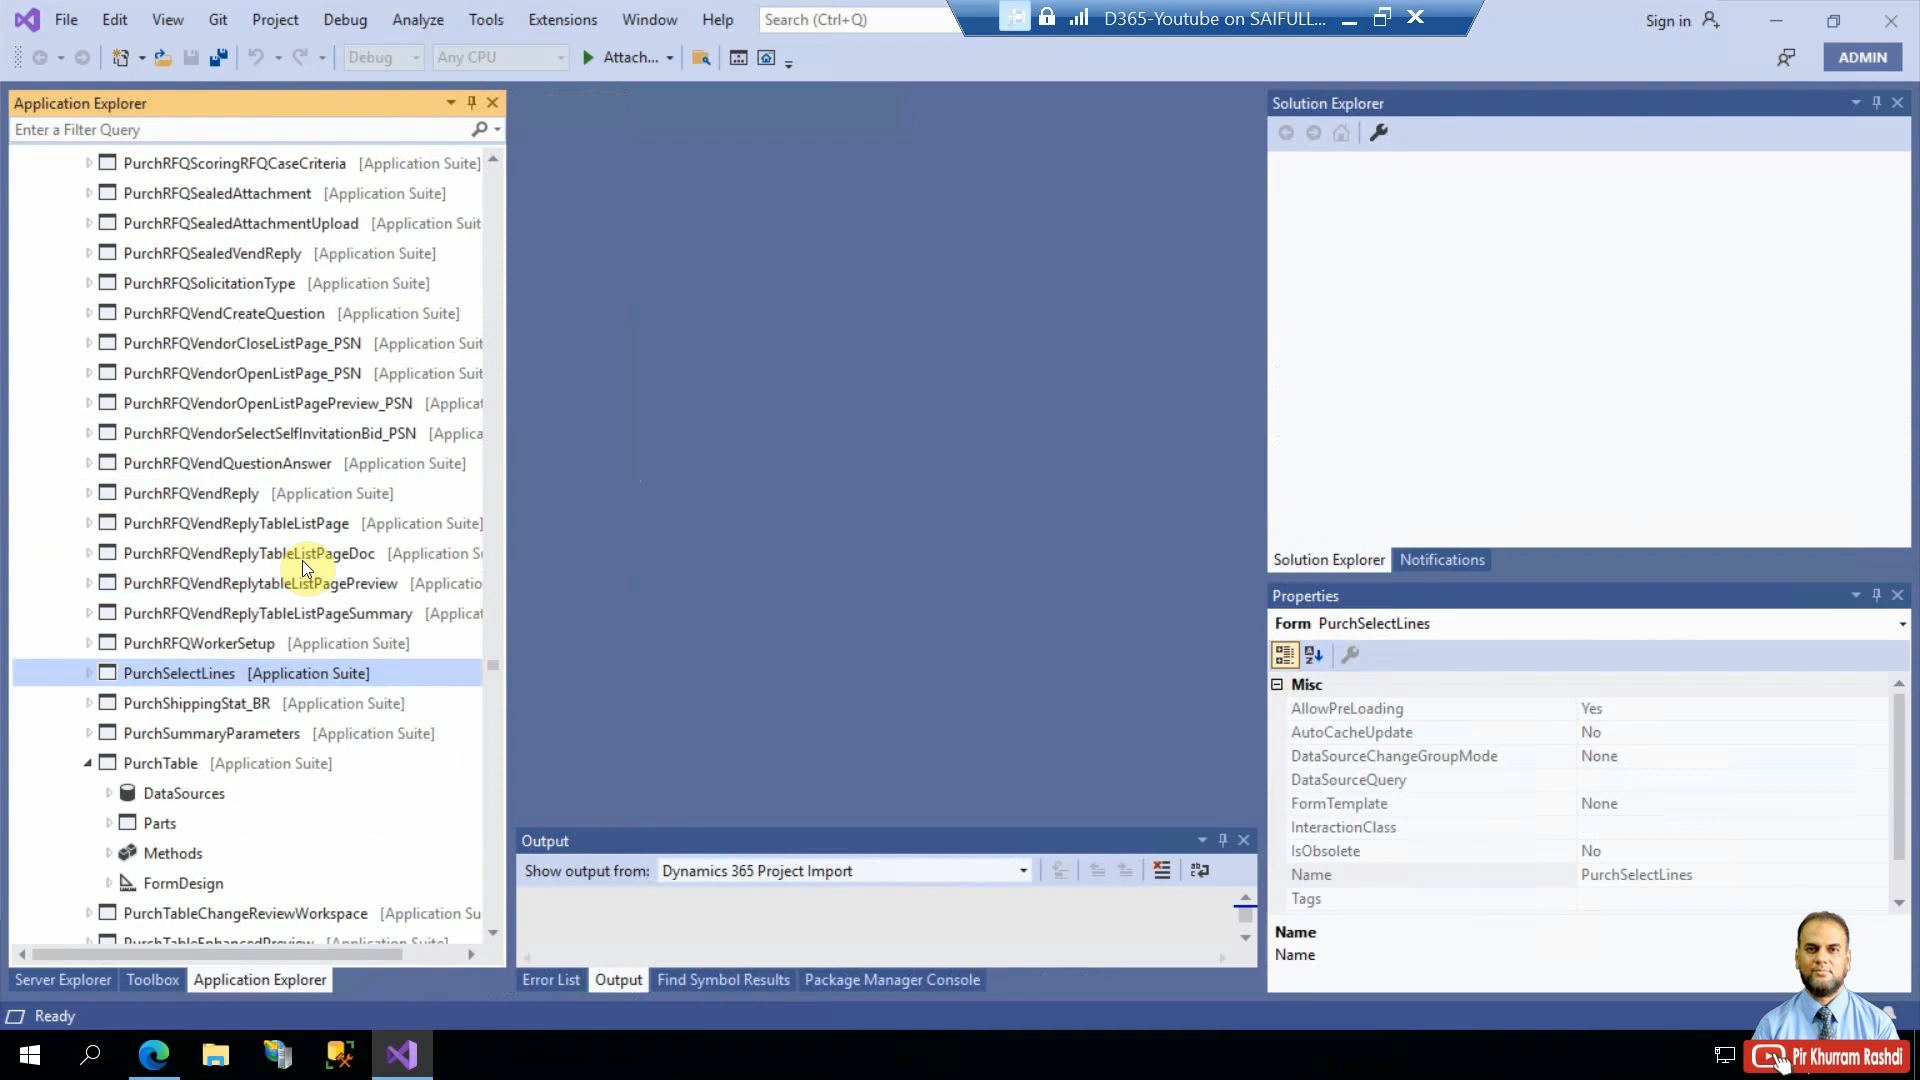 File Edit View Git Project Debug Analyze Tools Extensions Window Help Search (Ctrl+Q) D365-Youtube on SAIFULL... Sign in
Debug Any CPU Attach... ADMIN
Application Explorer
Enter a Filter Query
PurchRFQScoringRFQCaseCriteria [Application Suite]
PurchRFQSealedAttachment [Application Suite]
PurchRFQSealedAttachmentUpload [Application Suit
PurchRFQSealedVendReply [Application Suite]
PurchRFQSolicitationType [Application Suite]
PurchRFQVendCreateQuestion [Application Suite]
PurchRFQVendorCloseListPage_PSN [Application Suit
PurchRFQVendorOpenListPage_PSN [Application Suit
PurchRFQVendorOpenListPagePreview_PSN [Applicat
PurchRFQVendorSelectSelfInvitationBid_PSN [Applica
PurchRFQVendQuestionAnswer [Application Suite]
PurchRFQVendReply [Application Suite]
PurchRFQVendReplyTableListPage [Application Suite]
PurchRFQVendReplyTableListPageDoc [Application Su
PurchRFQVendReplytableListPagePreview [Applicatio
PurchRFQVendReplyTableListPageSummary [Applicat
PurchRFQWorkerSetup [Application Suite]
PurchSelectLines [Application Suite]
PurchShippingStat_BR [Application Suite]
PurchSummaryParameters [Application Suite]
PurchTable [Application Suite]
DataSources
Parts
Methods
FormDesign
PurchTableChangeReviewWorkspace [Application Su
PurchTableEnhancedPreview [Application Suite]
Server Explorer Toolbox Application Explorer
Output
Show output from: Dynamics 365 Project Import
Error List Output Find Symbol Results Package Manager Console
Solution Explorer
Solution Explorer Notifications
Properties
Form PurchSelectLines
Misc
AllowPreLoading Yes
AutoCacheUpdate No
DataSourceChangeGroupMode None
DataSourceQuery
FormTemplate None
InteractionClass
IsObsolete No
Name PurchSelectLines
Tags
Name
Name
Ready
Pir Khurram Rashdi